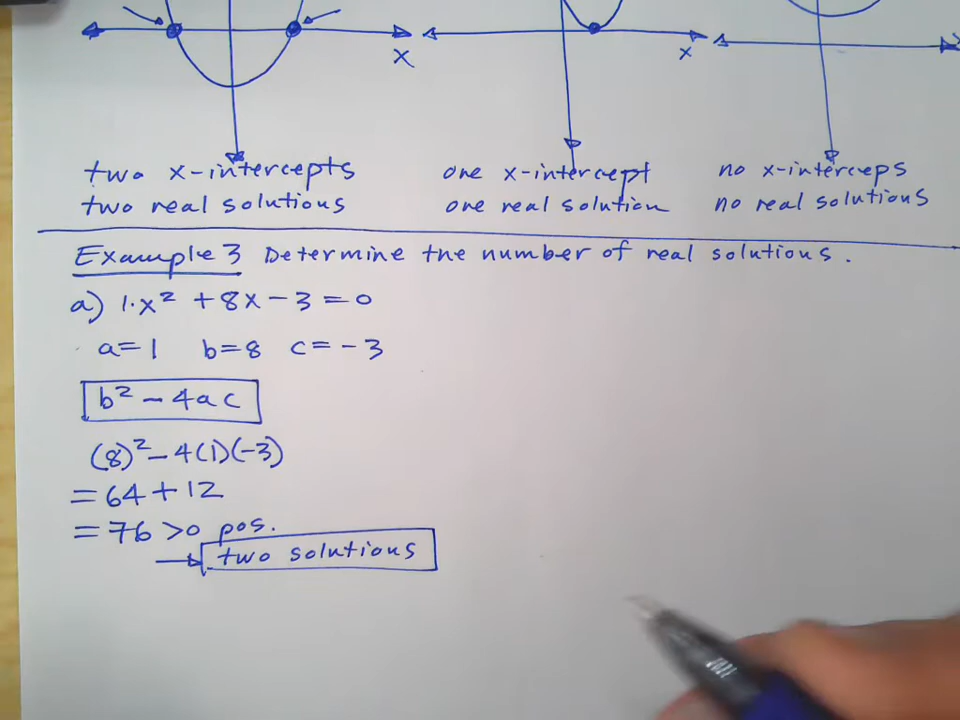 x x
two x-intercepts one x-intercept no x-interceps
two real solutions one real solution no real solutions
Example 3 Determine the number of real solutions.
a) 1·x² + 8x - 3 = 0
a=1 b=8 c=-3
b² - 4ac
(8)² - 4(1)(-3)
= 64 + 12
= 76 >0 pos.
→ two solutions